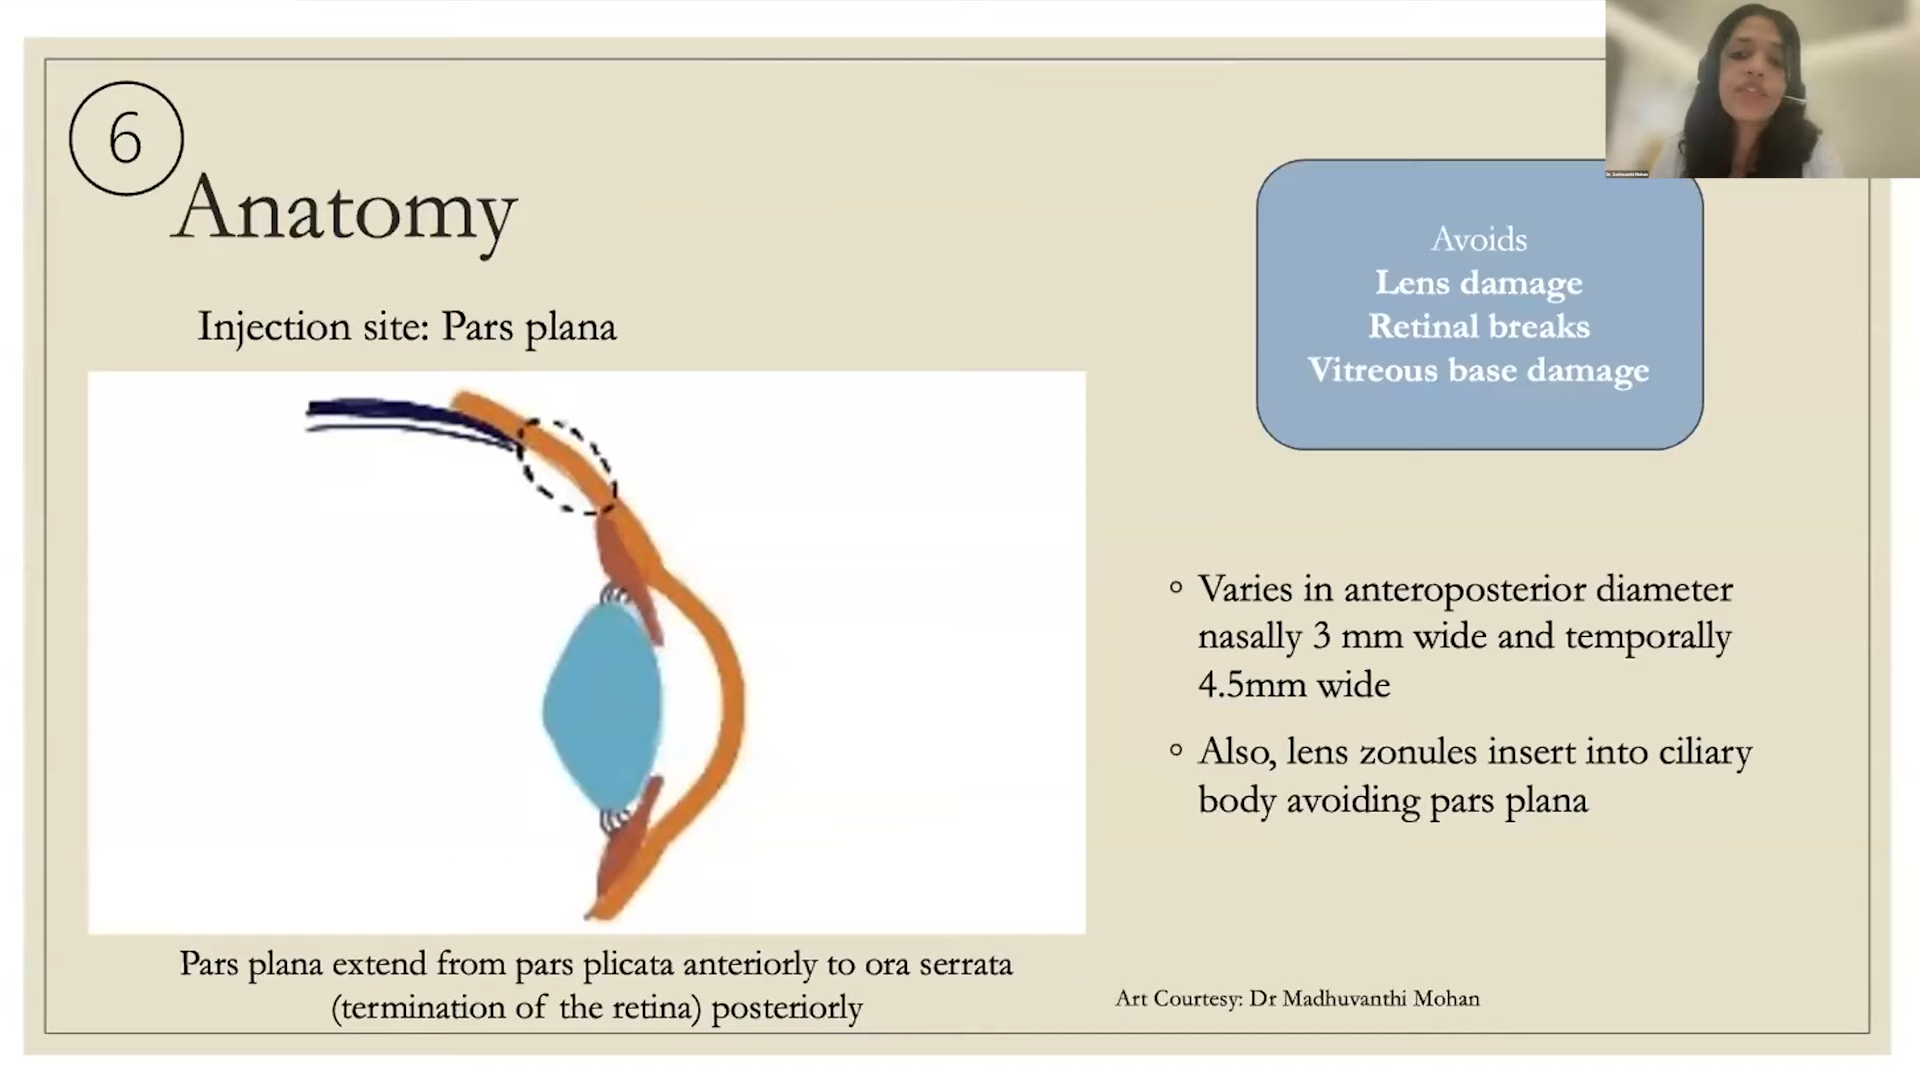 6
Anatomy
Injection site: Pars plana
Avoids
Lens damage
Retinal breaks
Vitreous base damage
Varies in anteroposterior diameter
nasally 3 mm wide and temporally
4.5mm wide
Also, lens zonules insert into ciliary
body avoiding pars plana
Pars plana extend from pars plicata anteriorly to ora serrata
(termination of the retina) posteriorly
Art Courtesy: Dr Madhuvanthi Mohan